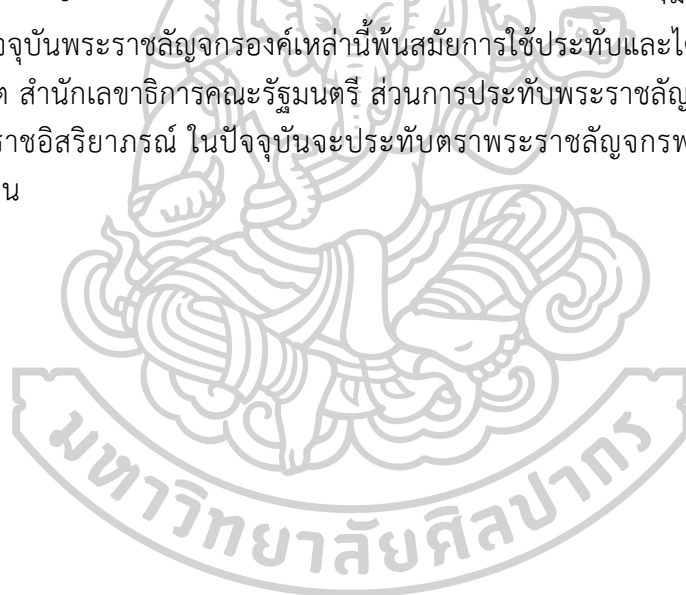 จจุบันพระราชลัญจกรองค์เหล่านี้พ้นสมัยการใช้ประทับและได
ต สำนักเลขาธิการคณะรัฐมนตรี ส่วนการประทับพระราชลัญ
ราชอิสริยาภรณ์ ในปัจจุบันจะประทับตราพระราชลัญจกรพ
น
มหาวิทยาลัยศิลปากร